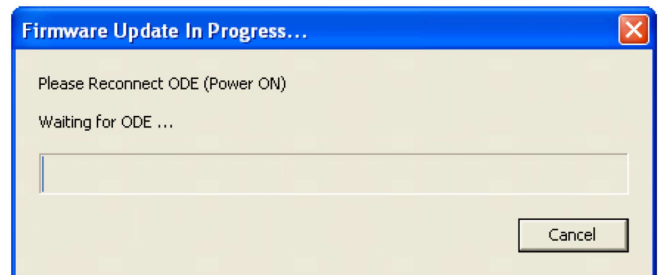 Firmware Update In Progress...
Please Reconnect ODE (Power ON)
Waiting for ODE ...
Cancel